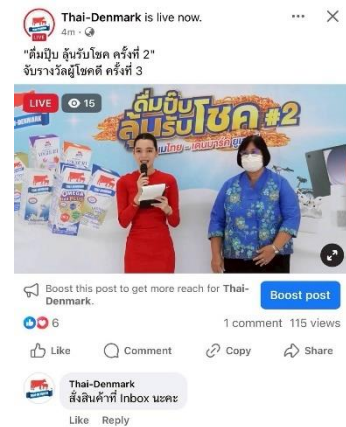 Thai-Denmark is live now.
LIVE
4m
"ดื่มปุ๊บ ลุ้นรับโชค ครั้งที่ 2"
จับรางวัลผู้โชคดี ครั้งที่ 3
LIVE 15
ดื่มปุ๊บ
ลุ้นรับโชค #2
Boost this post to get more reach for Thai-
Denmark.
Boost post
6
1 comment 115 views
Like Comment Copy Share
Thai-Denmark
สั่งสินค้าที่ Inbox นะคะ
Like Reply